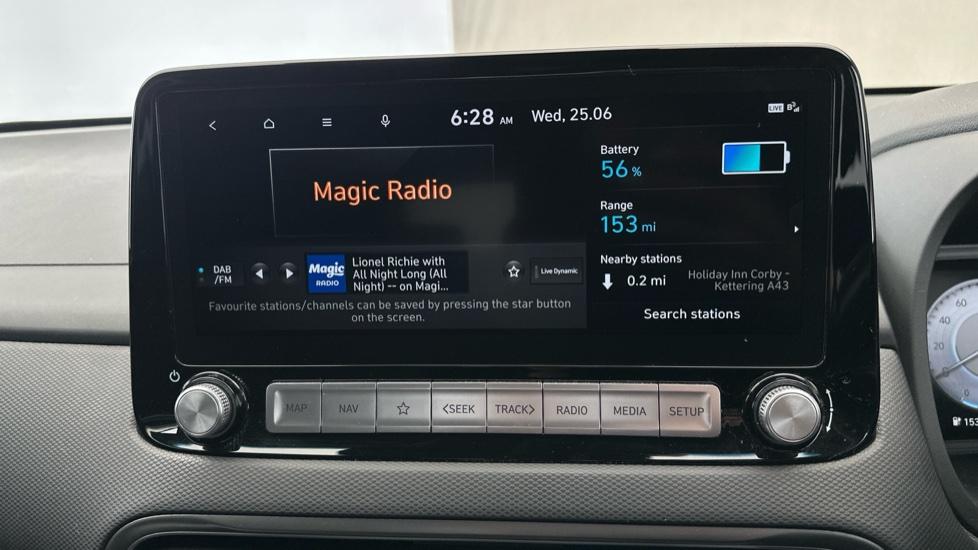 6:28 AM Wed, 25.06
LIVE
Magic Radio
Battery
56 %
Range
153 mi
Nearby stations
0.2 mi
Holiday Inn Corby -
Kettering A43
Search stations
DAB
/FM
Magic
RADIO
Lionel Richie with
All Night Long (All
Night) -- on Magi...
Live Dynamic
Favourite stations/channels can be saved by pressing the star button
on the screen.
MAP NAV <SEEK TRACK> RADIO MEDIA SETUP
60
40
20
0
153